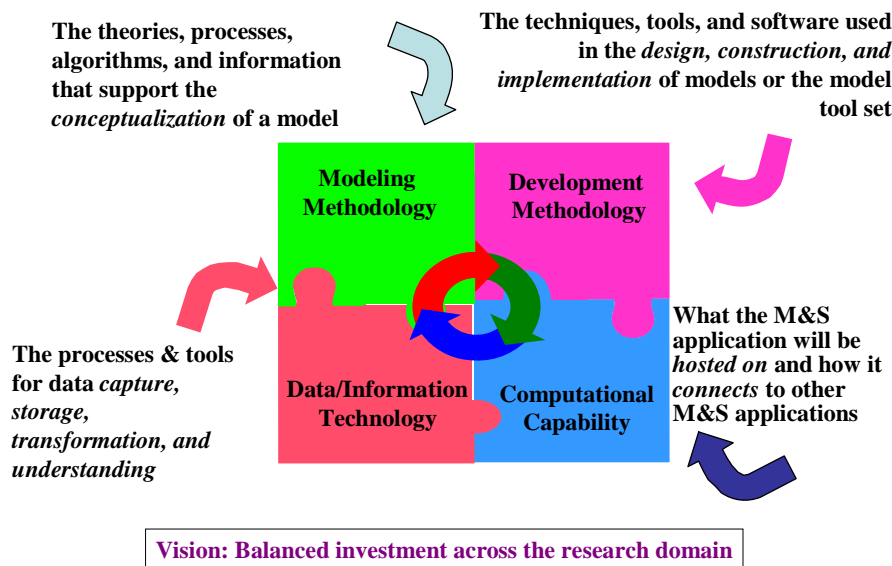 The theories, processes,
algorithms, and information
that support the
conceptualization of a model
The techniques, tools, and software used
in the design, construction, and
implementation of models or the model
tool set
Modeling
Methodology
Development
Methodology
The processes & tools
for data capture,
storage,
transformation, and
understanding
Data/Information
Technology
Computational
Capability
What the M&S
application will be
hosted on and how it
connects to other
M&S applications
Vision: Balanced investment across the research domain